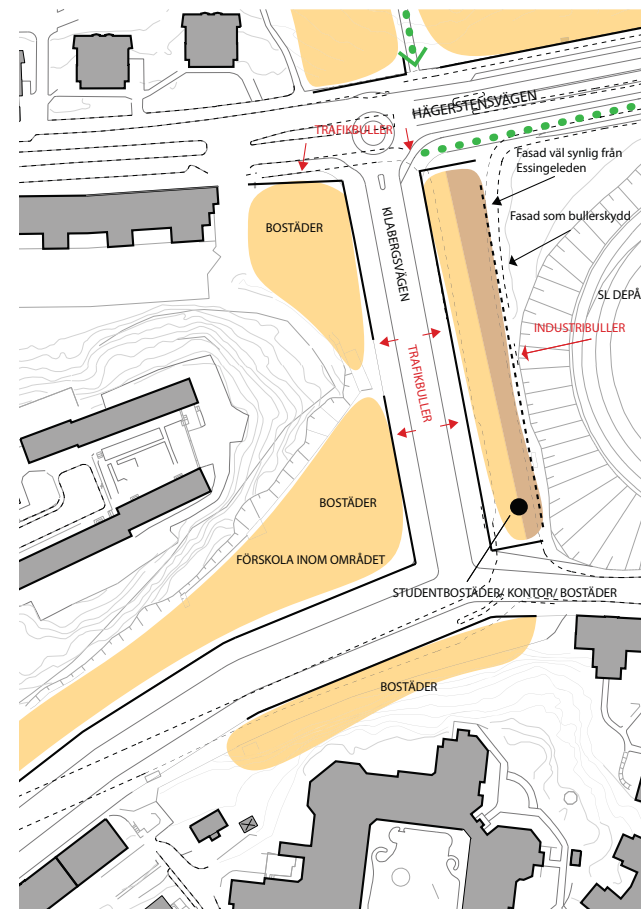 HÄGERSTENSVÄGEN
TRAFIKBULLER
Fasad väl synlig från
Essingeleden
Fasad som bullerskydd
BOSTÄDER
KILABERGSVÄGEN
SL DEPÅ
INDUSTRIBULLER
TRAFIKBULLER
BOSTÄDER
FÖRSKOLA INOM OMRÅDET
STUDENTBOSTÄDER/ KONTOR/ BOSTÄDER
BOSTÄDER